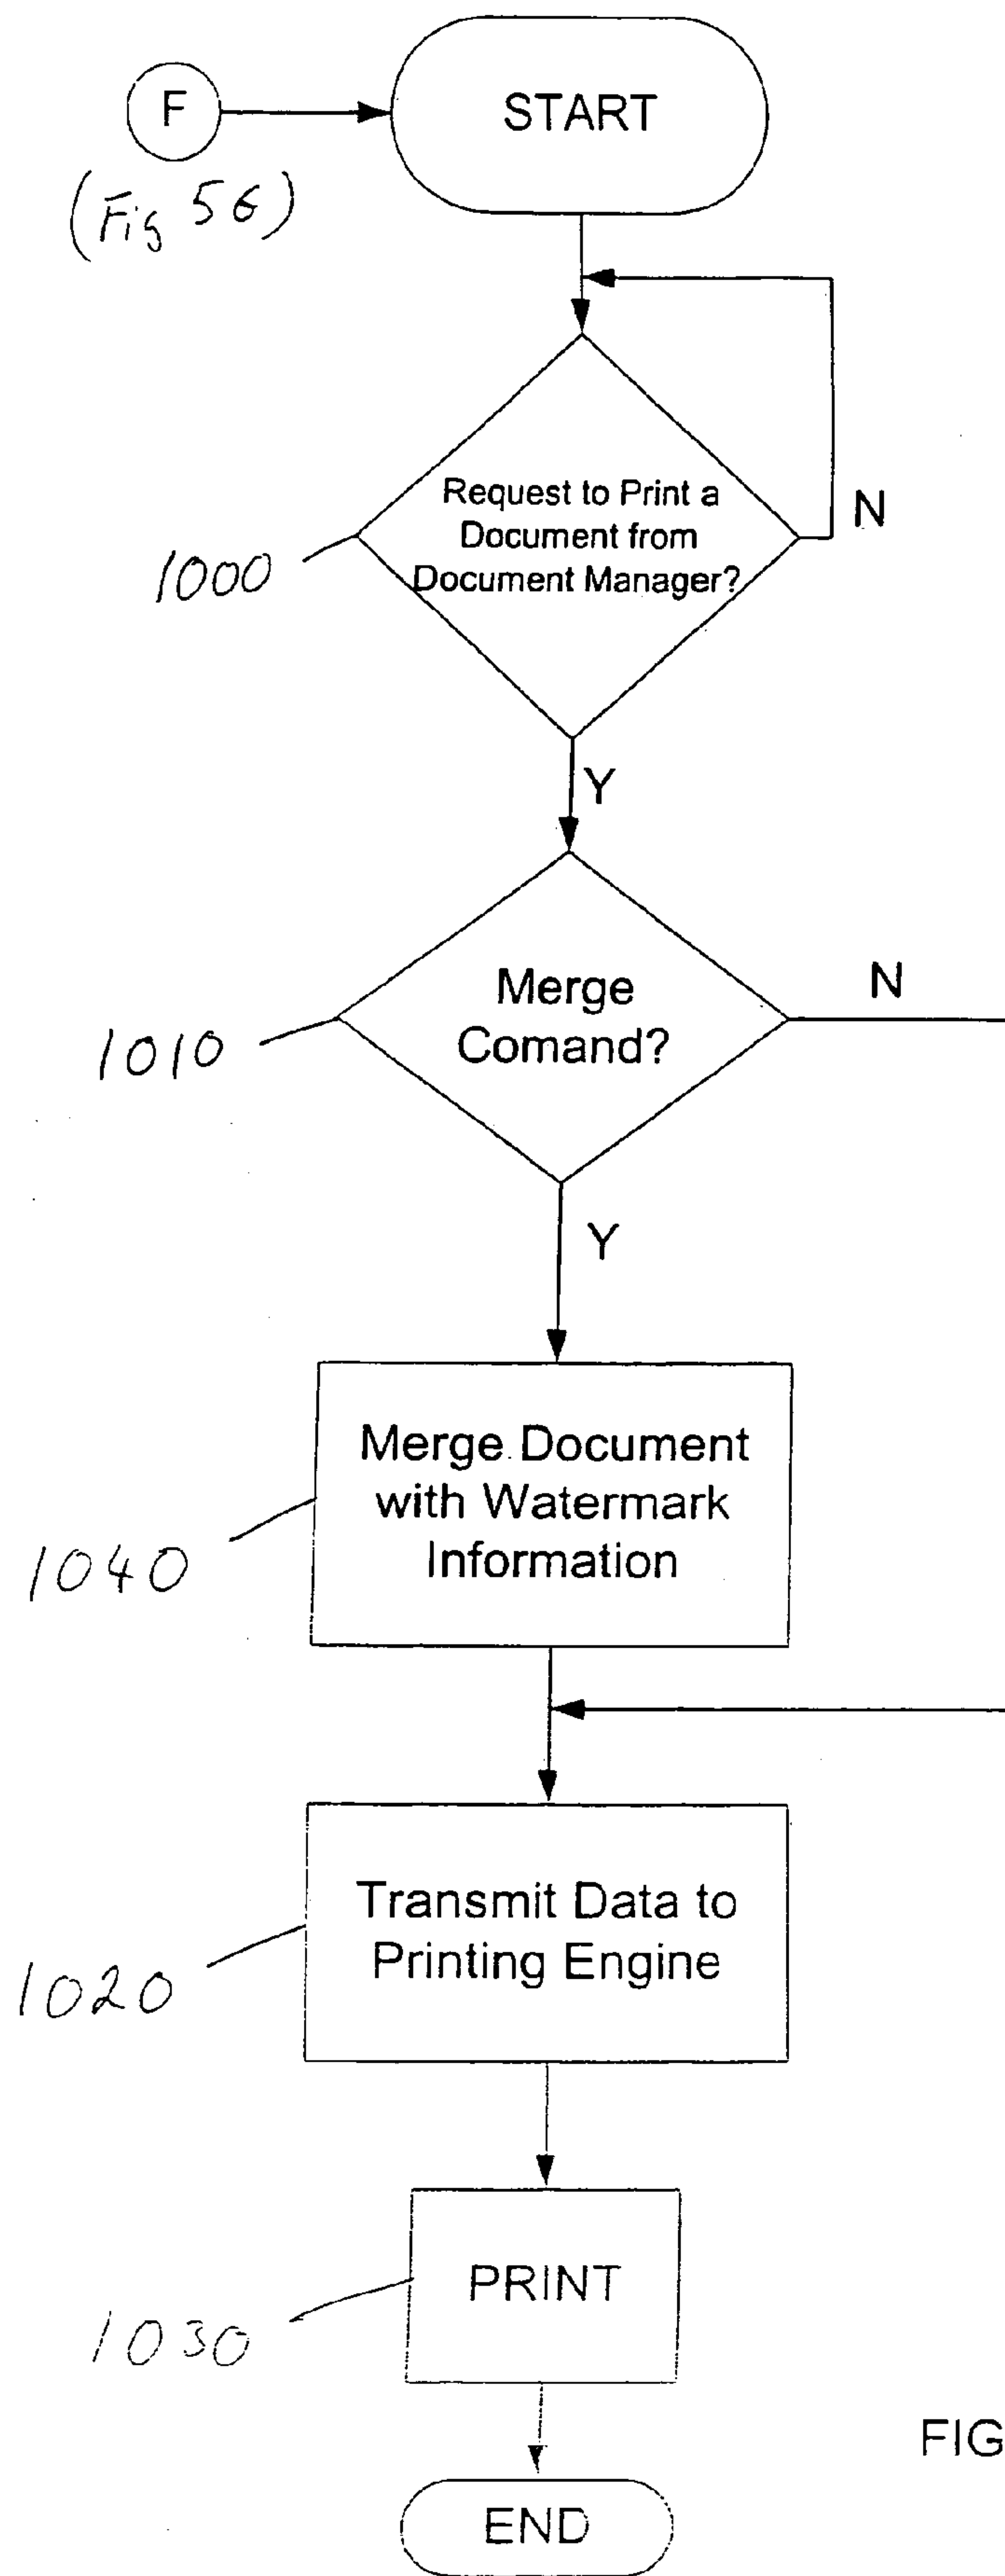 F
START
(Fig 5G)
Request to Print a
Document from
Document Manager?
N
1000
Y
Merge
Comand?
N
1010
Y
Merge Document
with Watermark
Information
1040
Transmit Data to
Printing Engine
1020
PRINT
1030
FIG
END